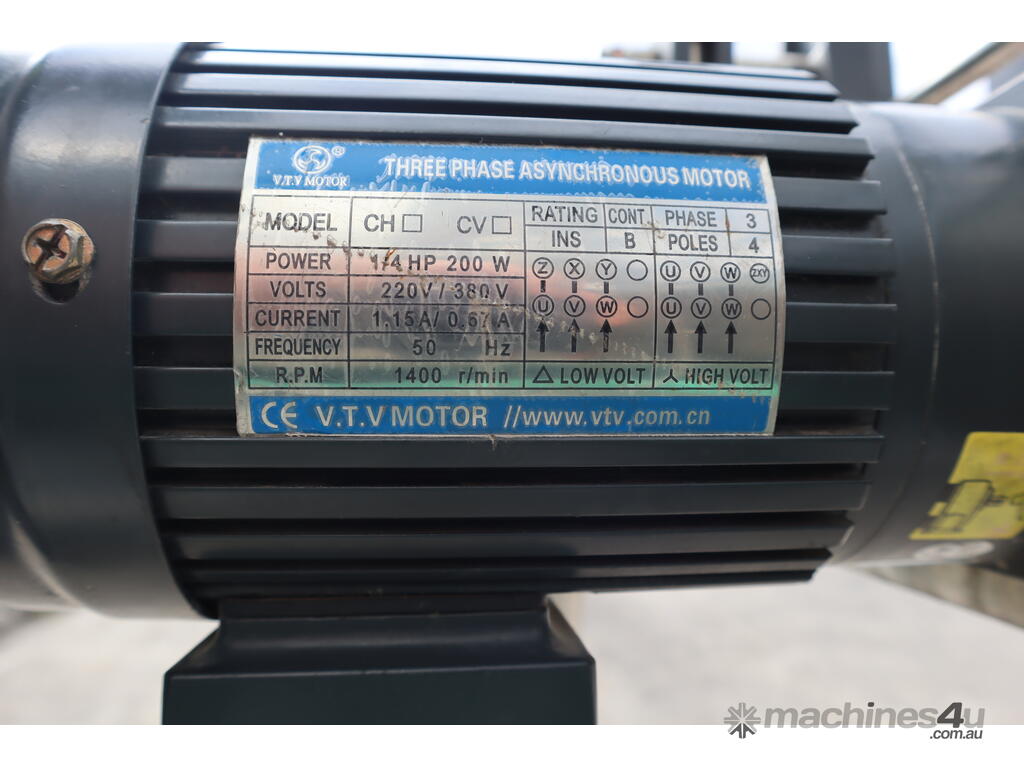 V.T.V MOTOR ® THREE PHASE ASYNCHRONOUS MOTOR
MODEL CH□ CV□ RATING CONT. PHASE 3
INS B POLES 4
POWER 1/4 HP 200 W Z X Y U V W ZXY
VOLTS 220V / 380 V U V W U V W
CURRENT 1.15A / 0.67 A
FREQUENCY 50 Hz
R.P.M 1400 r/min △ LOW VOLT ⅄ HIGH VOLT
CE V.T.V MOTOR //www.vtv.com.cn
machines4u
.com.au